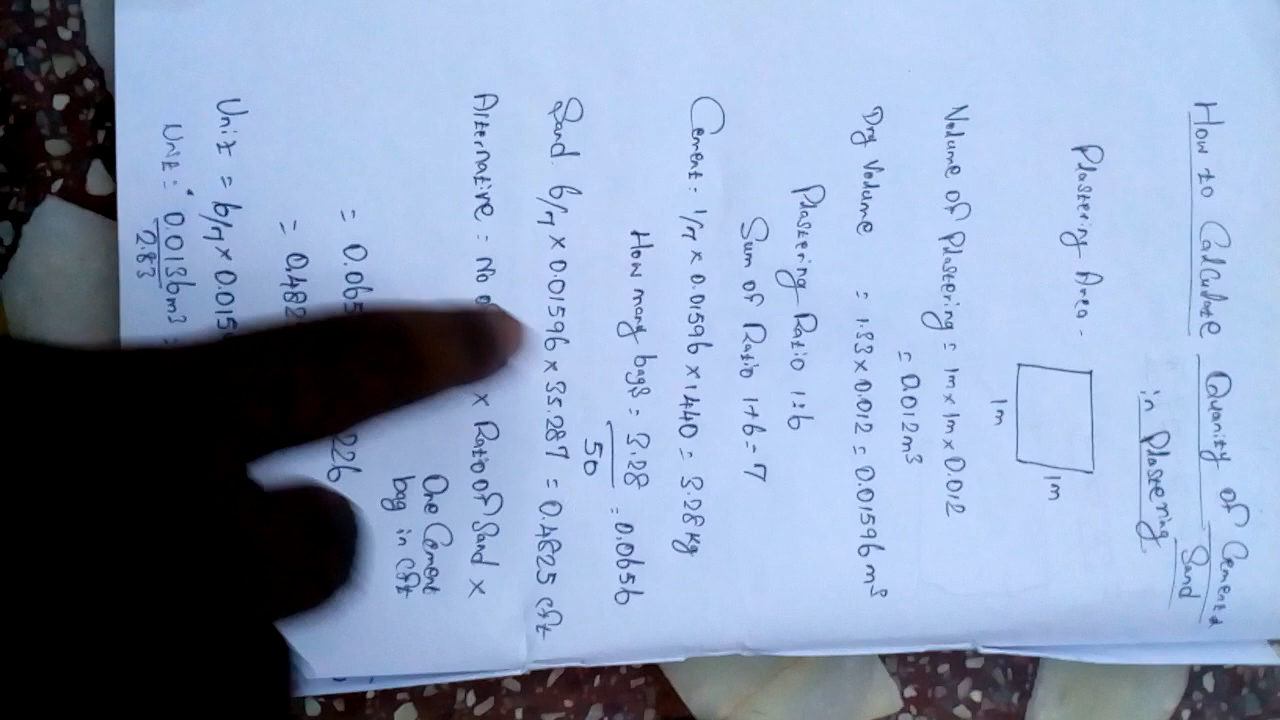 How to Calculate Quanity of Cement &
Sand
in Plastering
Plastering Area -
1m
1m
Volume of Plastering = 1m x 1m x 0.012
= 0.012m³
Dry Volume = 1.33 x 0.012 = 0.01596 m³
Plastering Ratio 1:6
Sum of Ratio 1+6 = 7
Cement: 1/7 x 0.01596 x 1440 = 3.28 kg
How many bags = 3.28 = 0.0656
50
Sand. 6/7 x 0.01596 x 35.287 = 0.4825 cft
Alternative = No x Ratio of Sand x
One Cement
bag in cft
= 0.065 226
= 0.482
Unit = 6/7 x 0.015
Unit = 0.0136m³ =
2.83